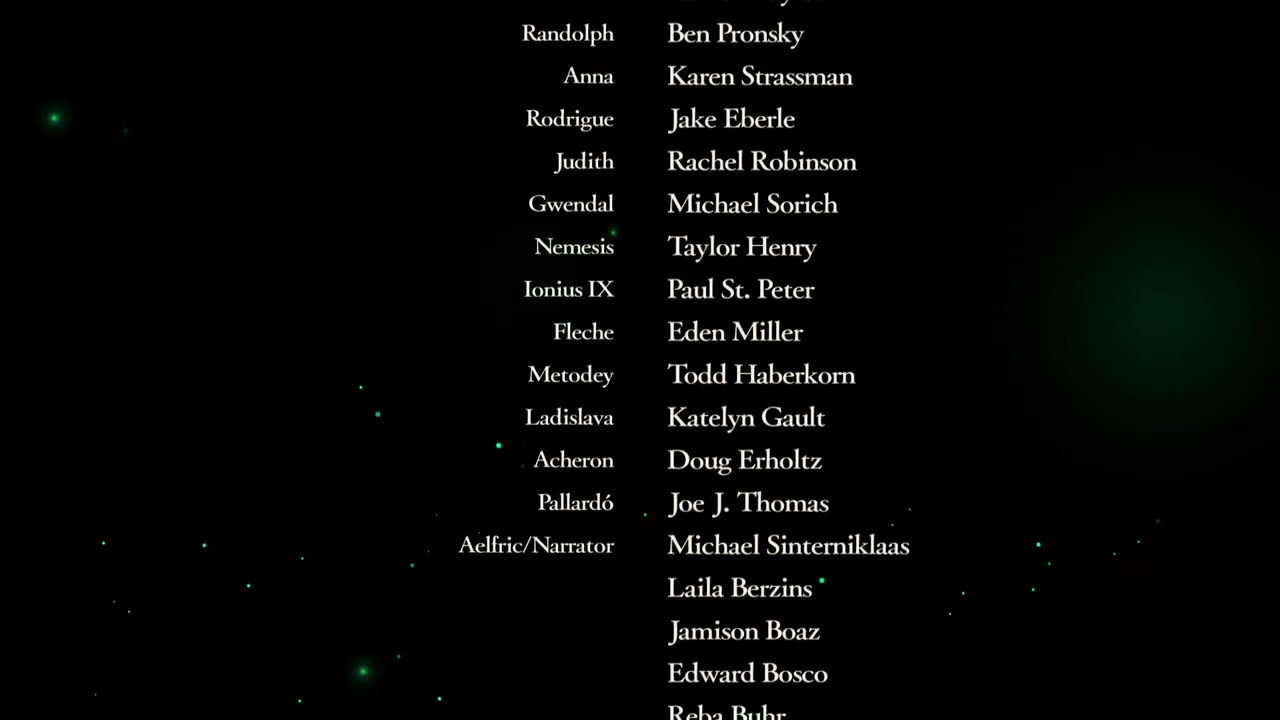 Randolph Ben Pronsky
Anna Karen Strassman
Rodrigue Jake Eberle
Judith Rachel Robinson
Gwendal Michael Sorich
Nemesis Taylor Henry
Ionius IX Paul St. Peter
Fleche Eden Miller
Metodey Todd Haberkorn
Ladislava Katelyn Gault
Acheron Doug Erholtz
Pallardó Joe J. Thomas
Aelfric/Narrator Michael Sinterniklaas
Laila Berzins
Jamison Boaz
Edward Bosco
Reba Buhr